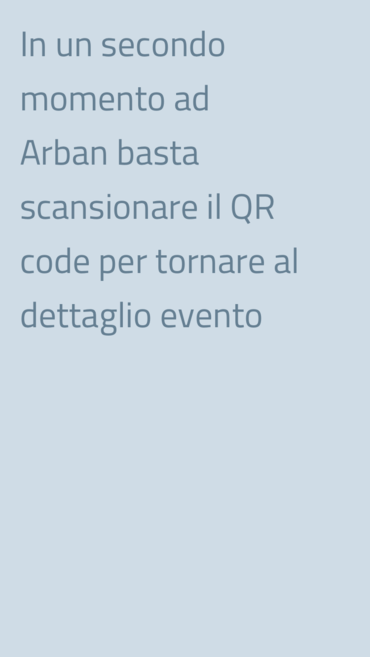 In un secondo
momento ad
Arban basta
scansionare il QR
code per tornare al
dettaglio evento